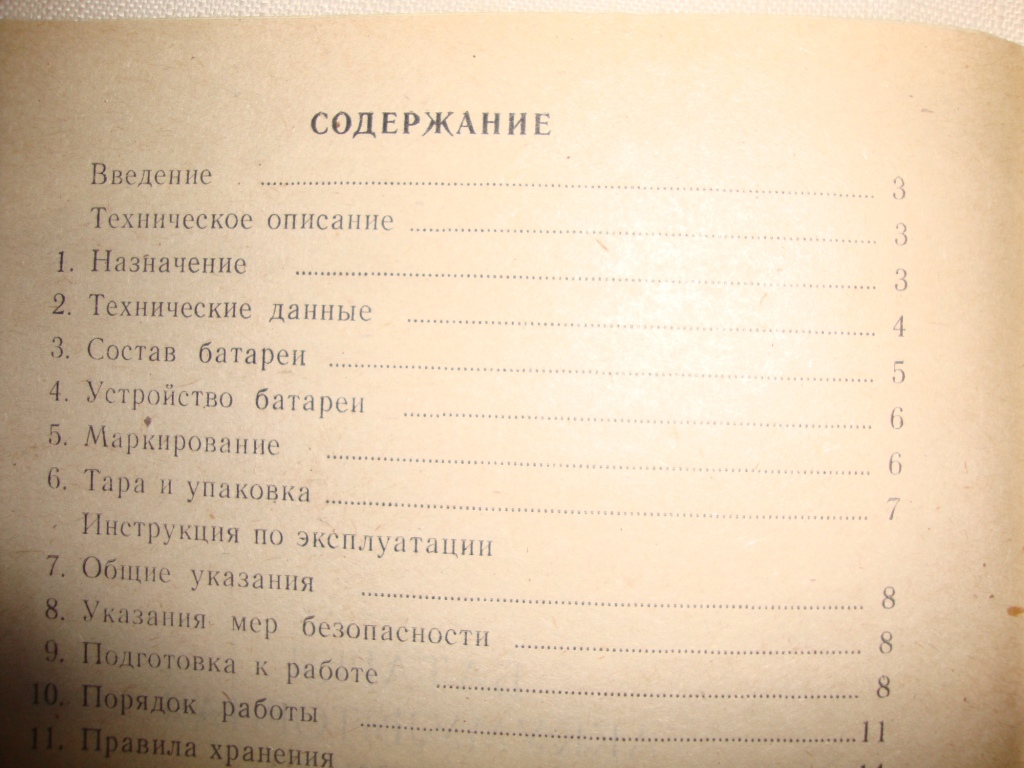 СОДЕРЖАНИЕ
Введение ........ 3
Техническое описание ........ 3
1. Назначение ........ 3
2. Технические данные ........ 4
3. Состав батареи ........ 5
4. Устройство батареи ........ 6
5. Маркирование ........ 6
6. Тара и упаковка ........ 7
Инструкция по эксплуатации
7. Общие указания ........ 8
8. Указания мер безопасности ........ 8
9. Подготовка к работе ........ 8
10. Порядок работы ........ 11
11. Правила хранения ........